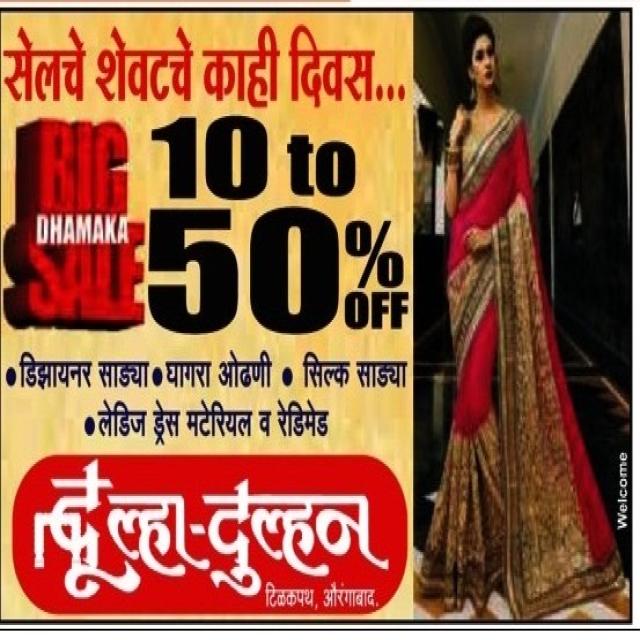 सेलचे शेवटचे काही दिवस...
BIG
DHAMAKA
SALE
10 to
50% OFF
•डिझायनर साड्या •घागरा ओढणी • सिल्क साड्या
•लेडिज ड्रेस मटेरियल व रेडिमेड
दूल्हा-दुल्हन
टिळकपथ, औरंगाबाद.
Welcome